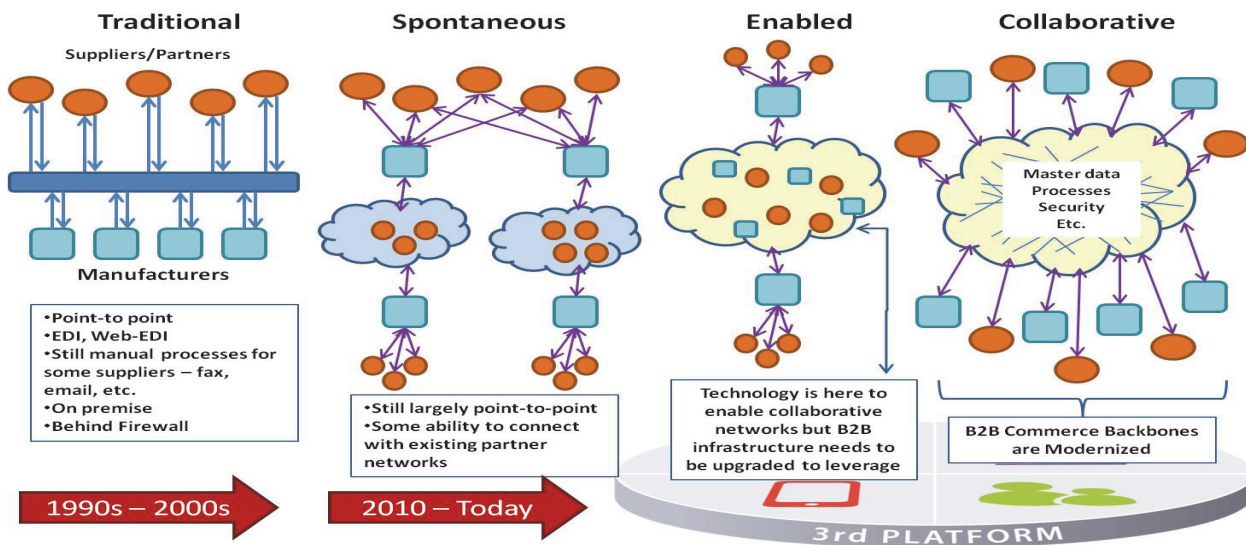 Traditional
Suppliers/Partners
Manufacturers
•Point-to point
•EDI, Web-EDI
•Still manual processes for
some suppliers – fax,
email, etc.
•On premise
•Behind Firewall
1990s – 2000s
Spontaneous
•Still largely point-to-point
•Some ability to connect
with existing partner
networks
2010 – Today
Enabled
Technology is here to
enable collaborative
networks but B2B
infrastructure needs to
be upgraded to leverage
Collaborative
Master data
Processes
Security
Etc.
B2B Commerce Backbones
are Modernized
3rd PLATFORM